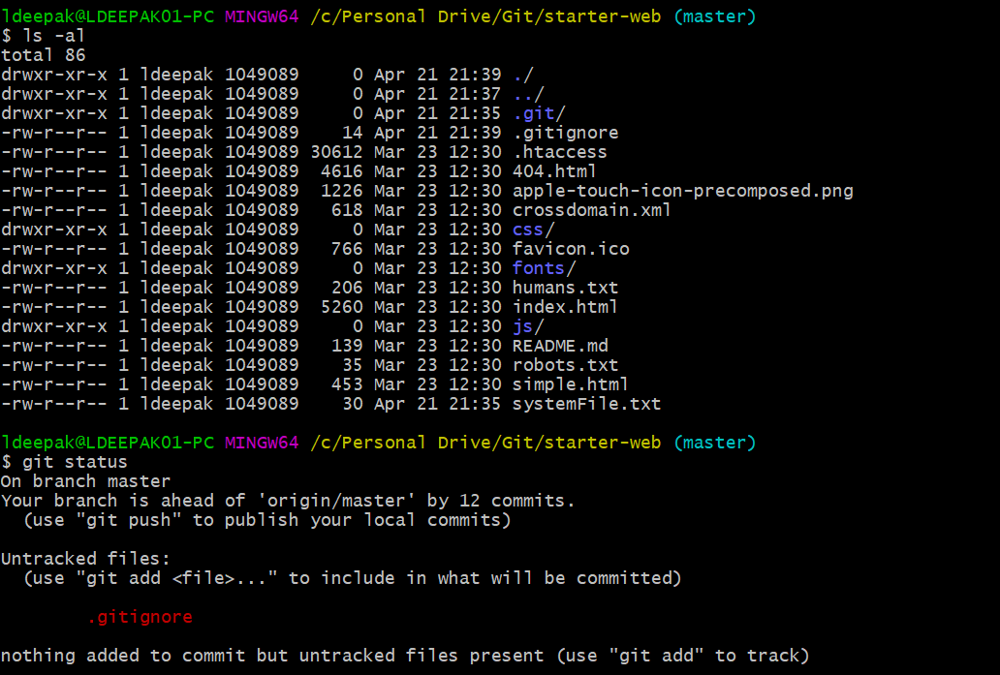 ldeepak@LDEEPAK01-PC MINGW64 /c/Personal Drive/Git/starter-web (master)
$ ls -al
total 86
drwxr-xr-x 1 ldeepak 1049089     0 Apr 21 21:39 ./
drwxr-xr-x 1 ldeepak 1049089     0 Apr 21 21:37 ../
drwxr-xr-x 1 ldeepak 1049089     0 Apr 21 21:35 .git/
-rw-r--r-- 1 ldeepak 1049089    14 Apr 21 21:39 .gitignore
-rw-r--r-- 1 ldeepak 1049089 30612 Mar 23 12:30 .htaccess
-rw-r--r-- 1 ldeepak 1049089  4616 Mar 23 12:30 404.html
-rw-r--r-- 1 ldeepak 1049089  1226 Mar 23 12:30 apple-touch-icon-precomposed.png
-rw-r--r-- 1 ldeepak 1049089   618 Mar 23 12:30 crossdomain.xml
drwxr-xr-x 1 ldeepak 1049089     0 Mar 23 12:30 css/
-rw-r--r-- 1 ldeepak 1049089   766 Mar 23 12:30 favicon.ico
drwxr-xr-x 1 ldeepak 1049089     0 Mar 23 12:30 fonts/
-rw-r--r-- 1 ldeepak 1049089   206 Mar 23 12:30 humans.txt
-rw-r--r-- 1 ldeepak 1049089  5260 Mar 23 12:30 index.html
drwxr-xr-x 1 ldeepak 1049089     0 Mar 23 12:30 js/
-rw-r--r-- 1 ldeepak 1049089   139 Mar 23 12:30 README.md
-rw-r--r-- 1 ldeepak 1049089    35 Mar 23 12:30 robots.txt
-rw-r--r-- 1 ldeepak 1049089   453 Mar 23 12:30 simple.html
-rw-r--r-- 1 ldeepak 1049089    30 Apr 21 21:35 systemFile.txt

ldeepak@LDEEPAK01-PC MINGW64 /c/Personal Drive/Git/starter-web (master)
$ git status
On branch master
Your branch is ahead of 'origin/master' by 12 commits.
  (use "git push" to publish your local commits)

Untracked files:
  (use "git add <file>..." to include in what will be committed)

        .gitignore

nothing added to commit but untracked files present (use "git add" to track)